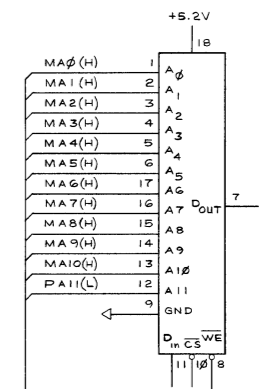 +5.2V
18
MAØ(H) 1 AØ
MA1(H) 2 A1
MA2(H) 3 A2
MA3(H) 4 A3
MA4(H) 5 A4
MA5(H) 6 A5
MA6(H) 17 A6
MA7(H) 16 A7 DOUT 7
MA8(H) 15 A8
MA9(H) 14 A9
MA10(H) 13 A1Ø
PA11(L) 12 A11
9 GND
Din CS WE
11 1Ø 8